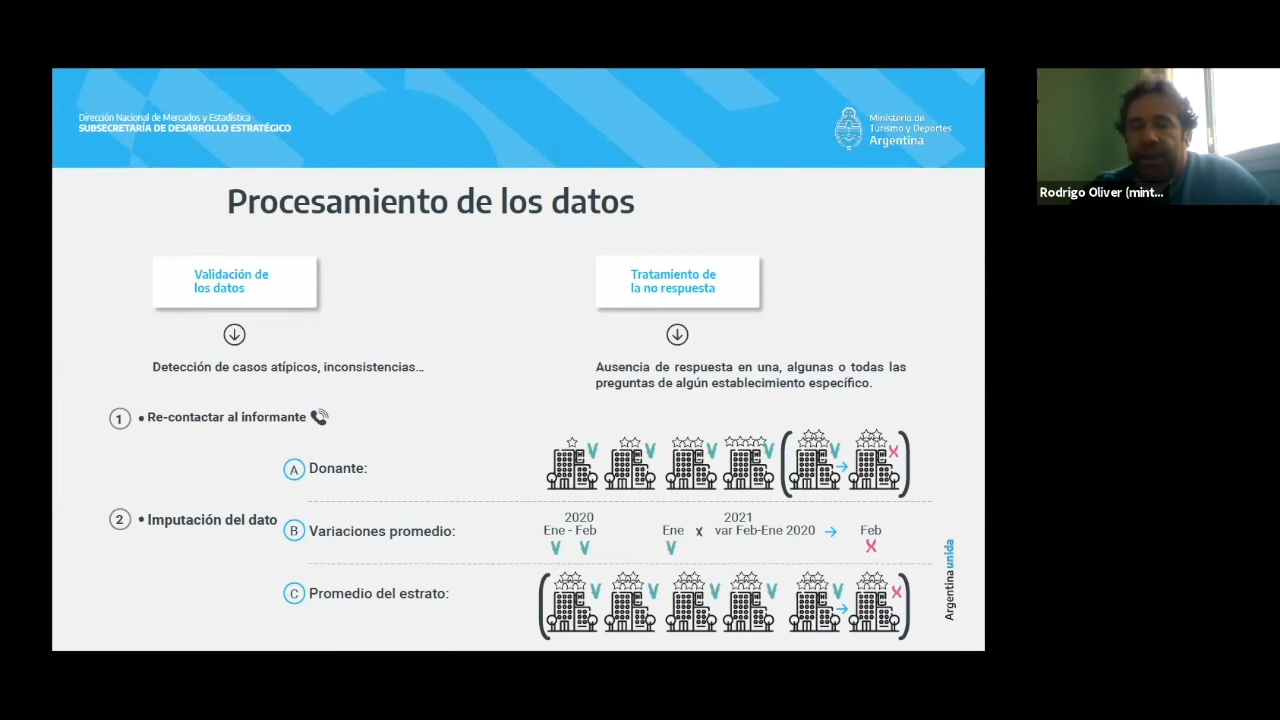 Dirección Nacional de Mercados y Estadística
SUBSECRETARÍA DE DESARROLLO ESTRATÉGICO
Ministerio de
Turismo y Deportes
Argentina
Rodrigo Oliver (mint...
Procesamiento de los datos
Validación de
los datos
Tratamiento de
la no respuesta
Detección de casos atípicos, inconsistencias...
Ausencia de respuesta en una, algunas o todas las
preguntas de algún establecimiento específico.
1 • Re-contactar al informante
A Donante:
2 • Imputación del dato
B Variaciones promedio:
2020
Ene - Feb
2021
Ene x var Feb-Ene 2020 → Feb
C Promedio del estrato:
Argentina unida